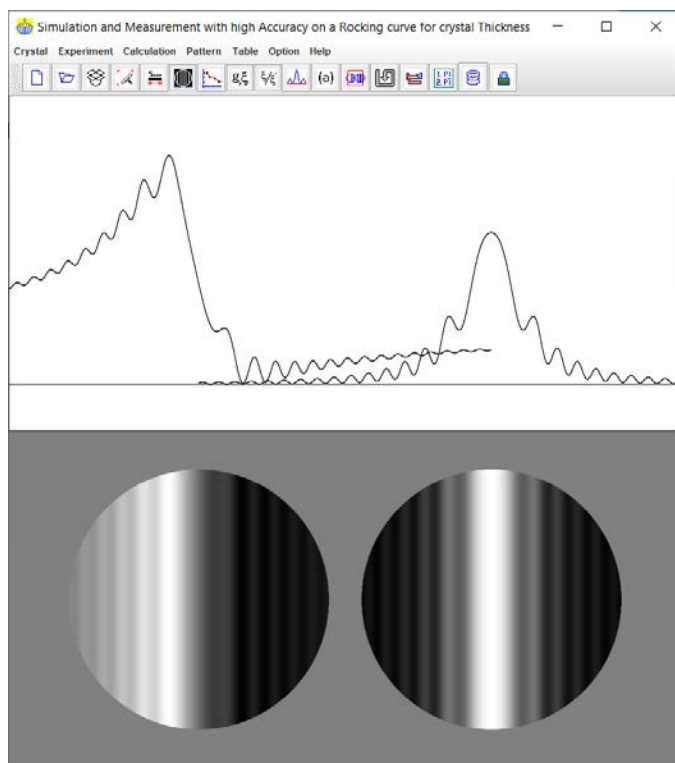 Simulation and Measurement with high Accuracy on a Rocking curve for crystal Thickness
Crystal Experiment Calculation Pattern Table Option Help
(a)